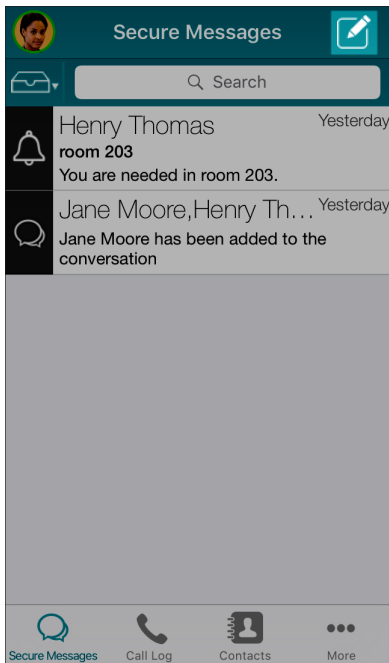 Secure Messages
Search
Henry Thomas Yesterday
room 203
You are needed in room 203.
Jane Moore,Henry Th... Yesterday
Jane Moore has been added to the
conversation
Secure Messages Call Log Contacts More